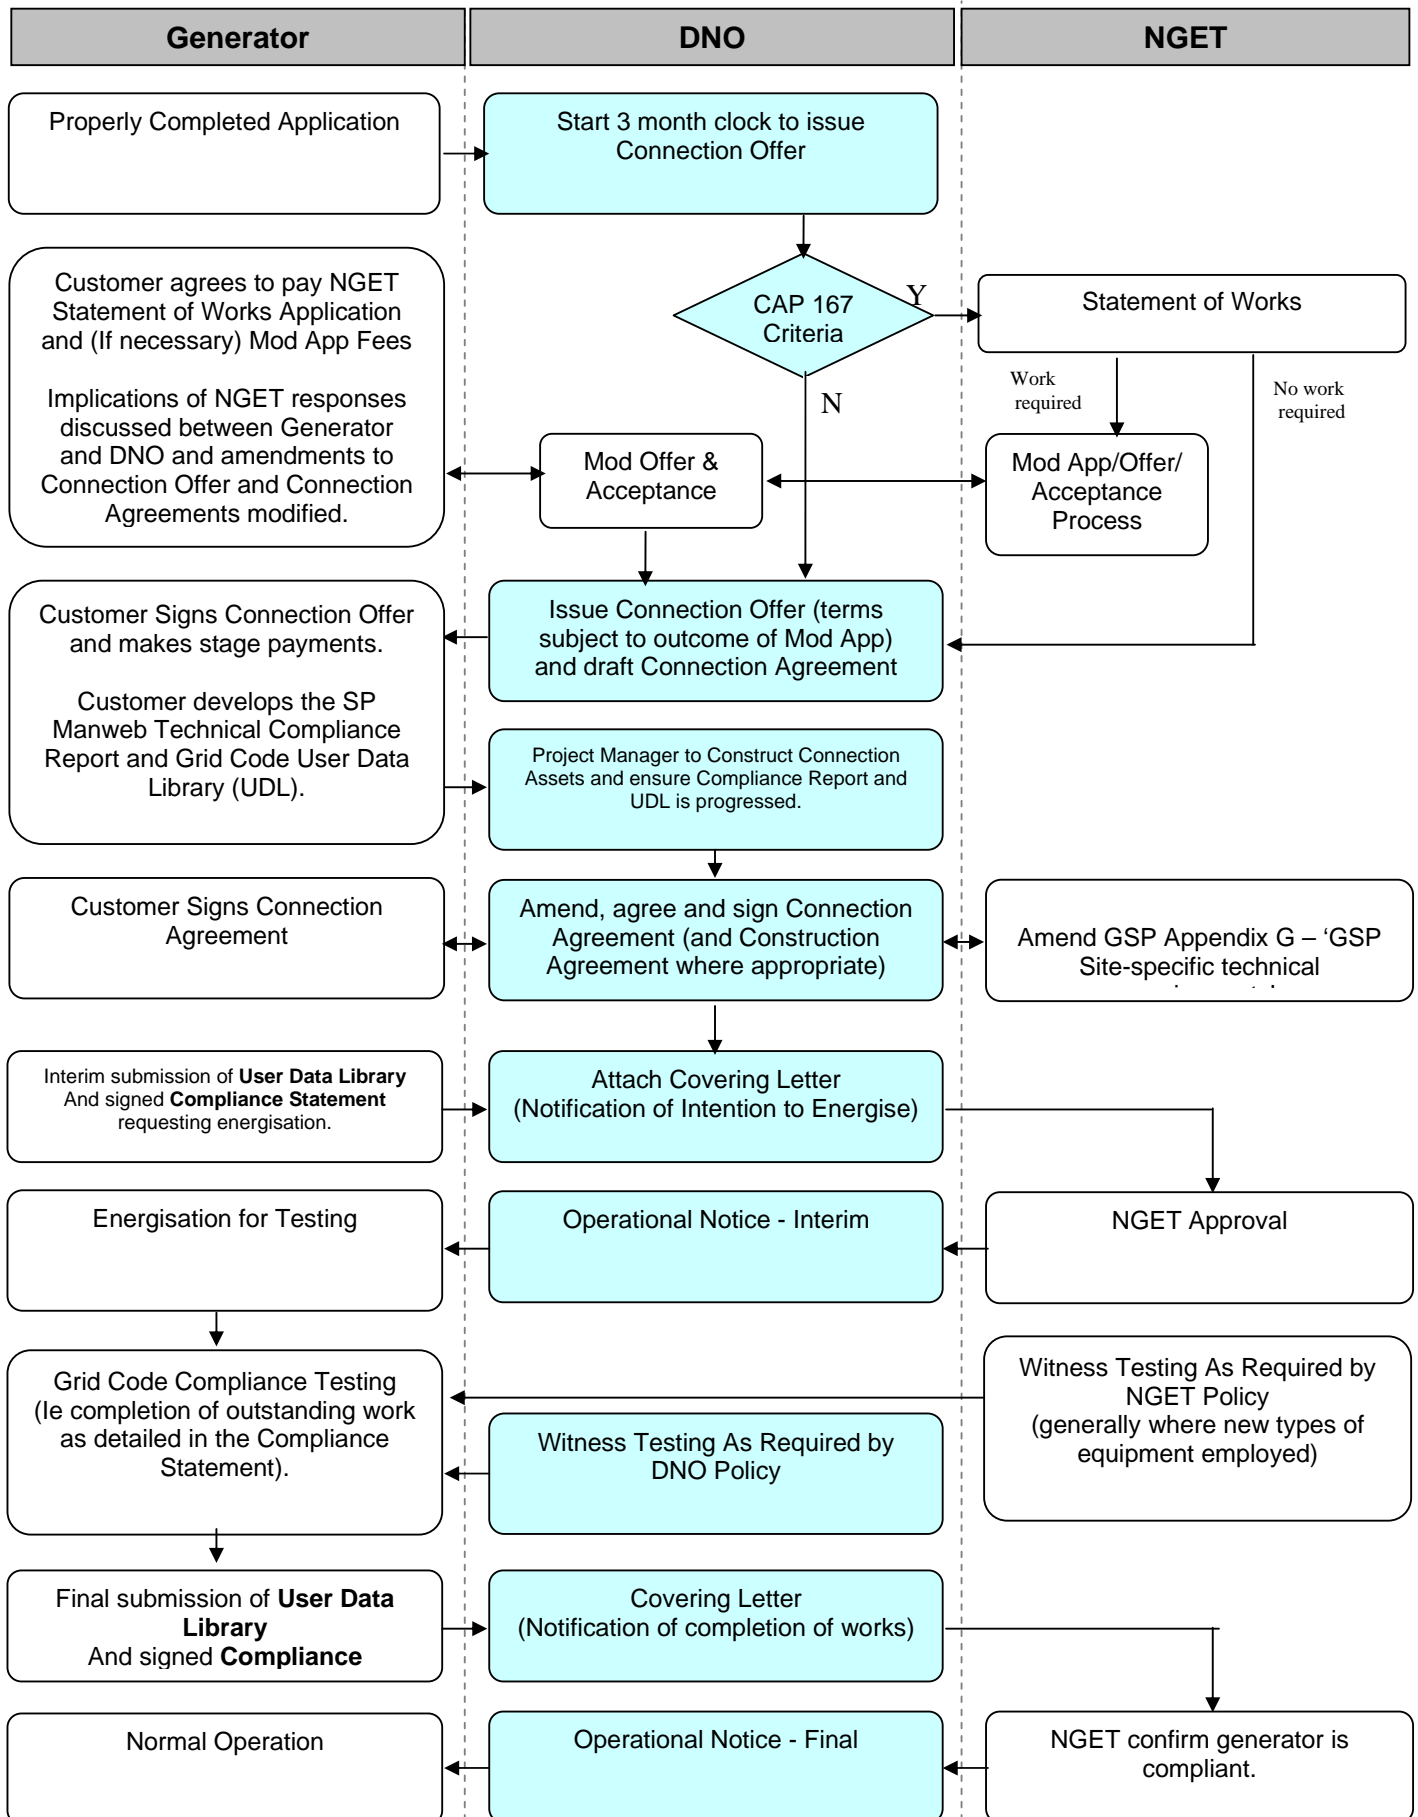 Generator
DNO
NGET
Properly Completed Application
Start 3 month clock to issue
Connection Offer
Customer agrees to pay NGET
Statement of Works Application
and (If necessary) Mod App Fees
Implications of NGET responses
discussed between Generator
and DNO and amendments to
Connection Offer and Connection
Agreements modified.
CAP 167
Criteria
Y
N
Statement of Works
Work
required
No work
required
Mod Offer &
Acceptance
Mod App/Offer/
Acceptance
Process
Customer Signs Connection Offer
and makes stage payments.
Customer develops the SP
Manweb Technical Compliance
Report and Grid Code User Data
Library (UDL).
Issue Connection Offer (terms
subject to outcome of Mod App)
and draft Connection Agreement
Project Manager to Construct Connection
Assets and ensure Compliance Report and
UDL is progressed.
Customer Signs Connection
Agreement
Amend, agree and sign Connection
Agreement (and Construction
Agreement where appropriate)
Amend GSP Appendix G – ‘GSP
Site-specific technical
Interim submission of User Data Library
And signed Compliance Statement
requesting energisation.
Attach Covering Letter
(Notification of Intention to Energise)
Energisation for Testing
Operational Notice - Interim
NGET Approval
Grid Code Compliance Testing
(Ie completion of outstanding work
as detailed in the Compliance
Statement).
Witness Testing As Required by
DNO Policy
Witness Testing As Required by
NGET Policy
(generally where new types of
equipment employed)
Final submission of User Data
Library
And signed Compliance
Covering Letter
(Notification of completion of works)
Normal Operation
Operational Notice - Final
NGET confirm generator is
compliant.